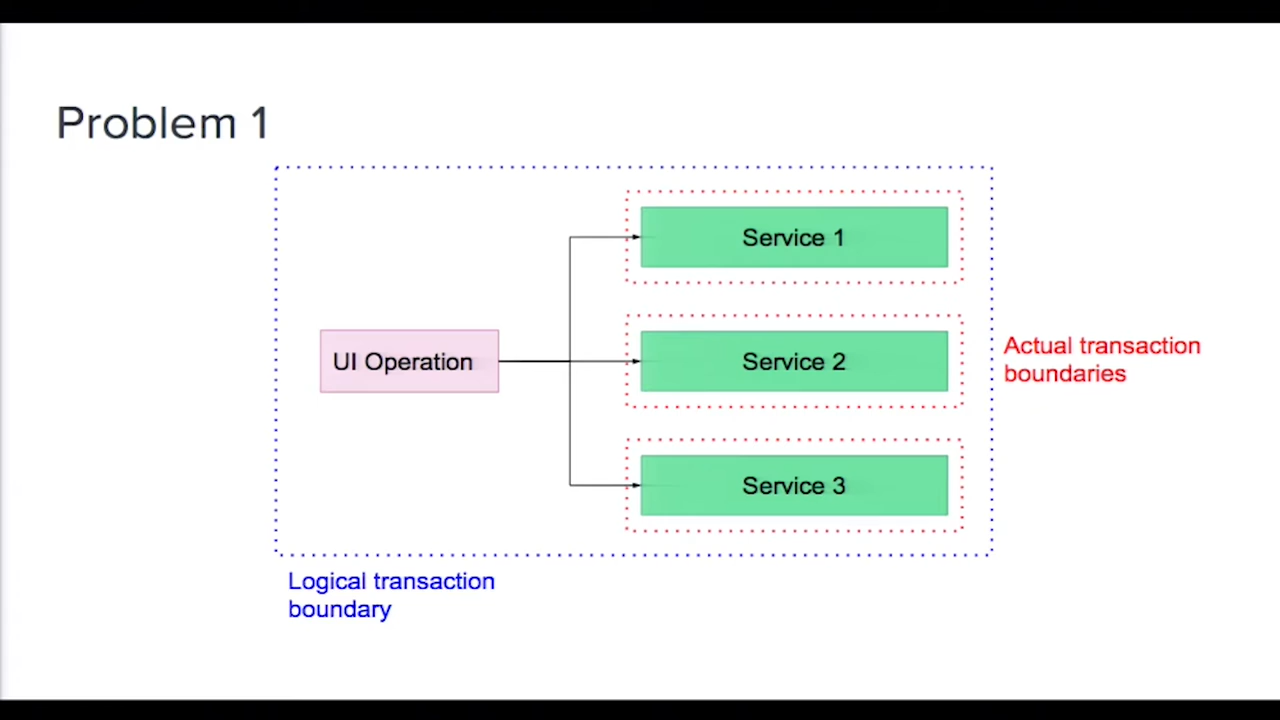 Problem 1
Service 1
UI Operation
Service 2
Actual transaction
boundaries
Service 3
Logical transaction
boundary